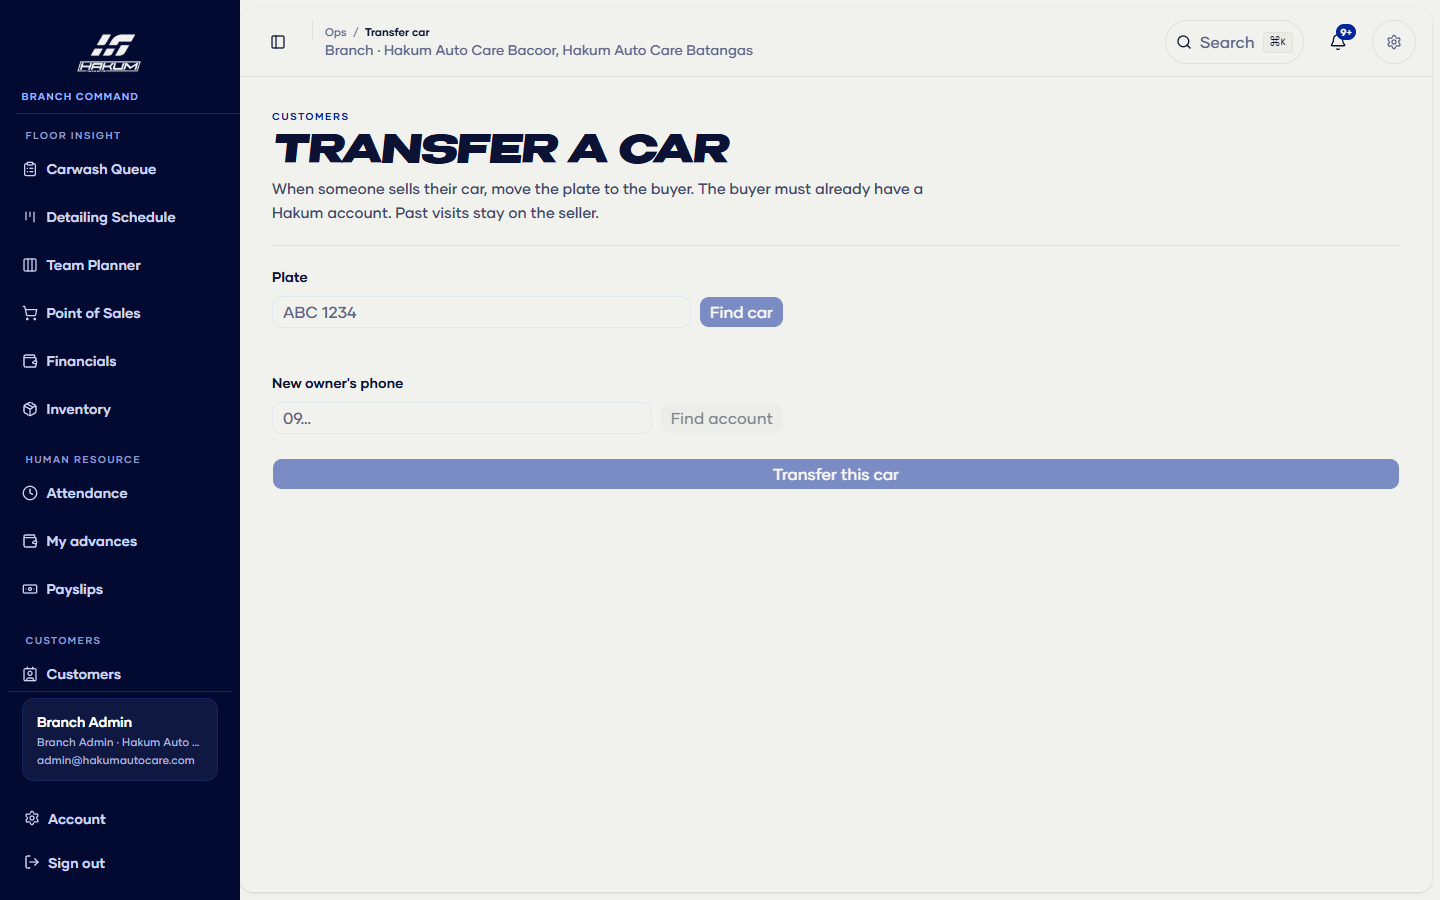 HAKUM
BRANCH COMMAND
FLOOR INSIGHT
Carwash Queue
Detailing Schedule
Team Planner
Point of Sales
Financials
Inventory
HUMAN RESOURCE
Attendance
My advances
Payslips
CUSTOMERS
Customers
Branch Admin
Branch Admin · Hakum Auto ...
admin@hakumautocare.com
Account
Sign out
Ops / Transfer car
Branch · Hakum Auto Care Bacoor, Hakum Auto Care Batangas
Search ⌘K
9+
CUSTOMERS
TRANSFER A CAR
When someone sells their car, move the plate to the buyer. The buyer must already have a
Hakum account. Past visits stay on the seller.
Plate
ABC 1234
Find car
New owner's phone
09...
Find account
Transfer this car